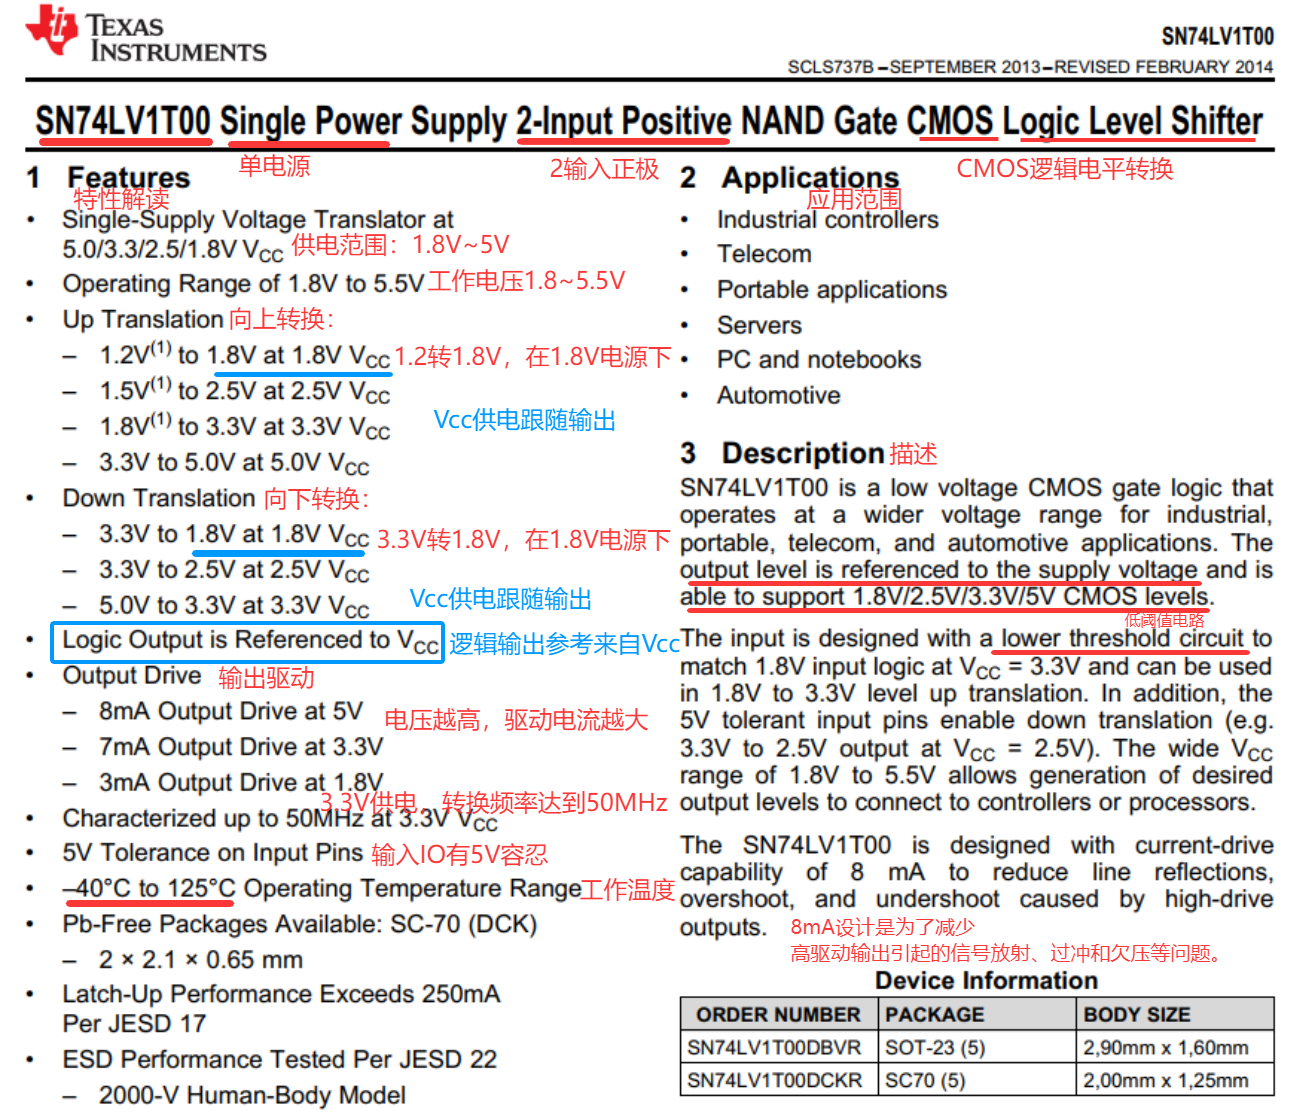 TEXAS
INSTRUMENTS
SN74LV1T00
SCLS737B –SEPTEMBER 2013–REVISED FEBRUARY 2014
SN74LV1T00 Single Power Supply 2-Input Positive NAND Gate CMOS Logic Level Shifter
单电源
2输入正极
CMOS逻辑电平转换
1 Features
特性解读
• Single-Supply Voltage Translator at
5.0/3.3/2.5/1.8V VCC 供电范围：1.8V~5V
• Operating Range of 1.8V to 5.5V 工作电压1.8~5.5V
• Up Translation 向上转换：
– 1.2V(1) to 1.8V at 1.8V VCC 1.2转1.8V，在1.8V电源下
– 1.5V(1) to 2.5V at 2.5V VCC
Vcc供电跟随输出
– 1.8V(1) to 3.3V at 3.3V VCC
– 3.3V to 5.0V at 5.0V VCC
• Down Translation 向下转换：
– 3.3V to 1.8V at 1.8V VCC 3.3V转1.8V，在1.8V电源下
– 3.3V to 2.5V at 2.5V VCC
Vcc供电跟随输出
– 5.0V to 3.3V at 3.3V VCC
• Logic Output is Referenced to VCC 逻辑输出参考来自Vcc
• Output Drive 输出驱动
– 8mA Output Drive at 5V
电压越高，驱动电流越大
– 7mA Output Drive at 3.3V
– 3mA Output Drive at 1.8V
3.3V供电，转换频率达到50MHz
• Characterized up to 50MHz at 3.3V VCC
• 5V Tolerance on Input Pins 输入IO有5V容忍
• –40°C to 125°C Operating Temperature Range 工作温度
• Pb-Free Packages Available: SC-70 (DCK)
– 2 × 2.1 × 0.65 mm
• Latch-Up Performance Exceeds 250mA
Per JESD 17
• ESD Performance Tested Per JESD 22
– 2000-V Human-Body Model
2 Applications
应用范围
• Industrial controllers
• Telecom
• Portable applications
• Servers
• PC and notebooks
• Automotive
3 Description 描述
SN74LV1T00 is a low voltage CMOS gate logic that
operates at a wider voltage range for industrial,
portable, telecom, and automotive applications. The
output level is referenced to the supply voltage and is
able to support 1.8V/2.5V/3.3V/5V CMOS levels.
低阈值电路
The input is designed with a lower threshold circuit to
match 1.8V input logic at VCC = 3.3V and can be used
in 1.8V to 3.3V level up translation. In addition, the
5V tolerant input pins enable down translation (e.g.
3.3V to 2.5V output at VCC = 2.5V). The wide VCC
range of 1.8V to 5.5V allows generation of desired
output levels to connect to controllers or processors.
The SN74LV1T00 is designed with current-drive
capability of 8 mA to reduce line reflections,
overshoot, and undershoot caused by high-drive
outputs.
8mA设计是为了减少
高驱动输出引起的信号放射、过冲和欠压等问题。
Device Information
ORDER NUMBER PACKAGE BODY SIZE
SN74LV1T00DBVR SOT-23 (5) 2,90mm x 1,60mm
SN74LV1T00DCKR SC70 (5) 2,00mm x 1,25mm